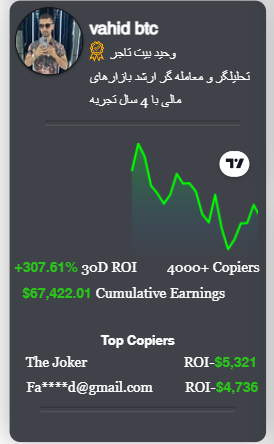 vahid btc
وحید بیت تاجر
تحلیلگر و معامله گر ارشد بازارهای
مالی با 4 سال تجربه
+307.61% 30D ROI 4000+ Copiers
$67,422.01 Cumulative Earnings
Top Copiers
The Joker ROI-$5,321
Fa****d@gmail.com ROI-$4,736